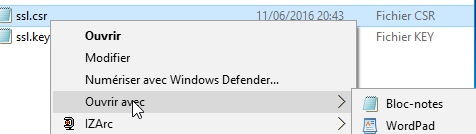 ssl.csr 11/06/2016 20:43 Fichier CSR
ssl.key Fichier KEY
Ouvrir
Modifier
Numériser avec Windows Defender...
Ouvrir avec
Bloc-notes
IZArc
WordPad